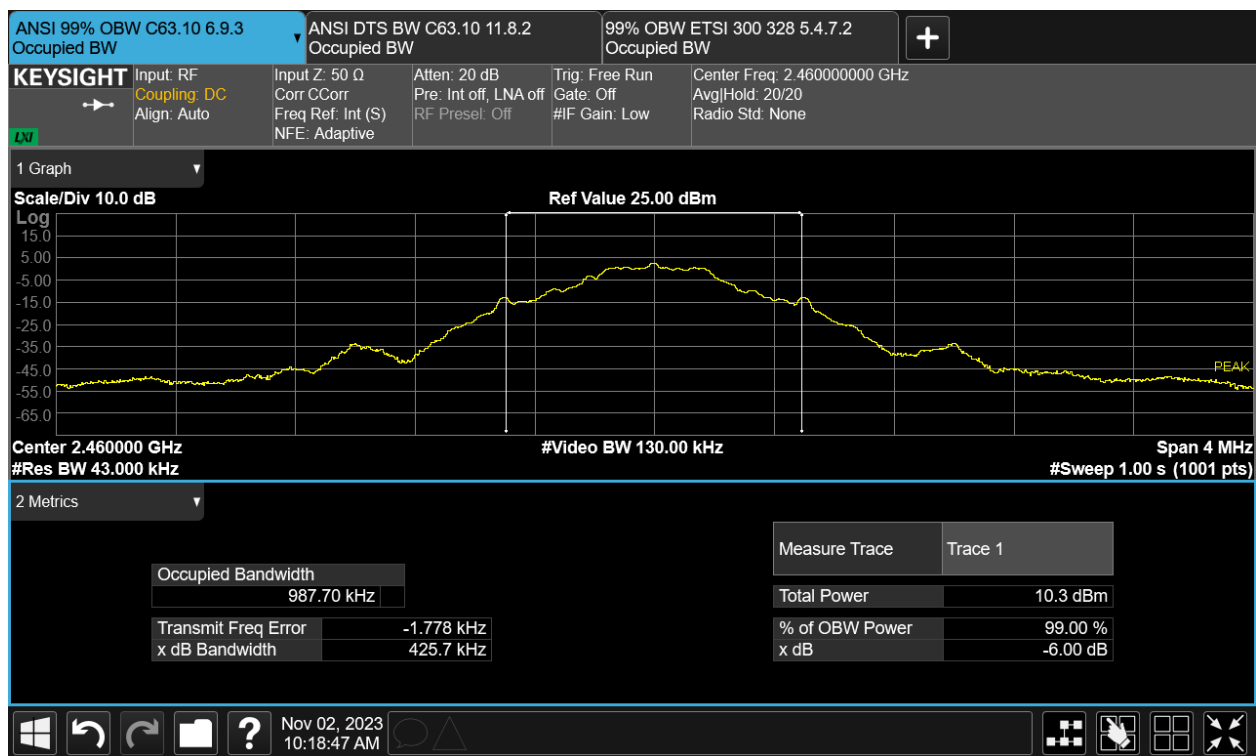 ANSI 99% OBW C63.10 6.9.3
Occupied BW
ANSI DTS BW C63.10 11.8.2
Occupied BW
99% OBW ETSI 300 328 5.4.7.2
Occupied BW
KEYSIGHT
LXI
Input: RF
Coupling: DC
Align: Auto
Input Z: 50 Ω
Corr CCorr
Freq Ref: Int (S)
NFE: Adaptive
Atten: 20 dB
Pre: Int off, LNA off
RF Presel: Off
Trig: Free Run
Gate: Off
#IF Gain: Low
Center Freq: 2.460000000 GHz
Avg|Hold: 20/20
Radio Std: None
1 Graph
Scale/Div 10.0 dB
Ref Value 25.00 dBm
Log
15.0
5.00
-5.00
-15.0
-25.0
-35.0
-45.0
-55.0
-65.0
PEAK
Center 2.460000 GHz
#Video BW 130.00 kHz
Span 4 MHz
#Res BW 43.000 kHz
#Sweep 1.00 s (1001 pts)
2 Metrics
Measure Trace Trace 1
Occupied Bandwidth
987.70 kHz
Total Power 10.3 dBm
Transmit Freq Error -1.778 kHz
% of OBW Power 99.00 %
x dB Bandwidth 425.7 kHz
x dB -6.00 dB
?
Nov 02, 2023
10:18:47 AM